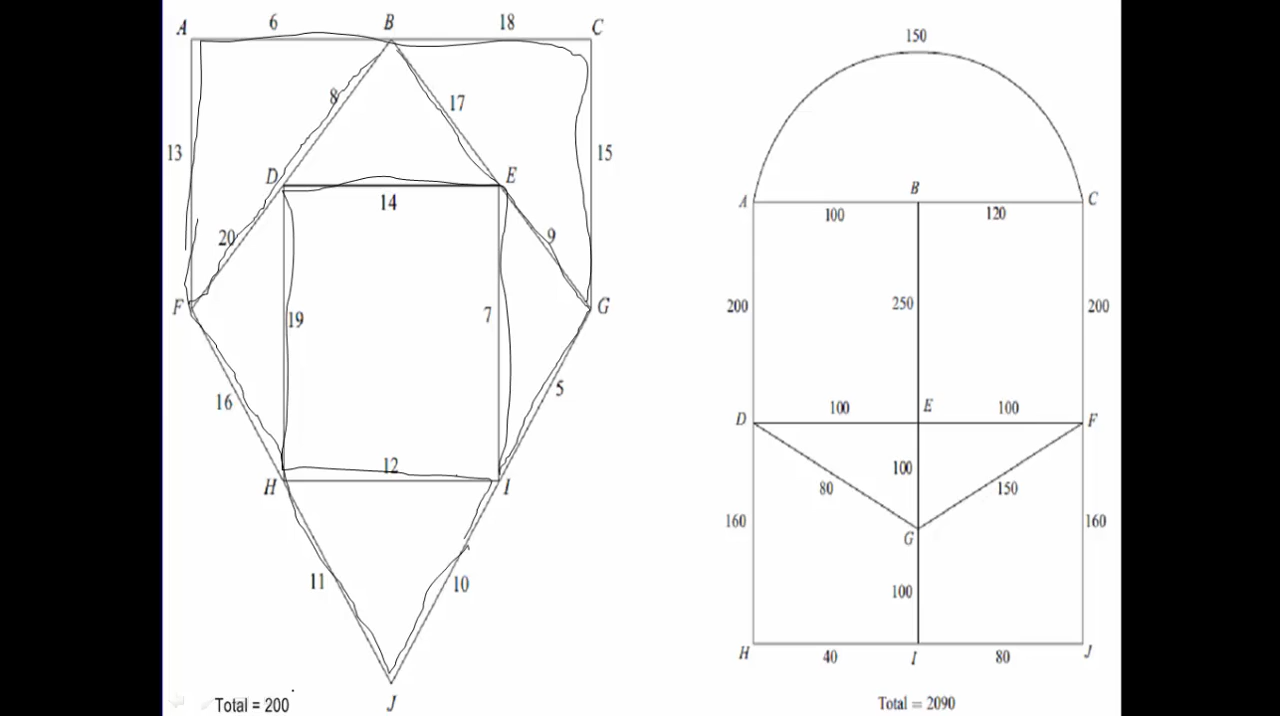 A 6 B 18 C
8 17
13 15
D E
14
20 9
F G
19 7
16 5
12
H I
11 10
J
Total = 200
150
A B C
100 120
200 250 200
D 100 E 100 F
100
80 150
160 160
G
100
H 40 I 80 J
Total = 2090